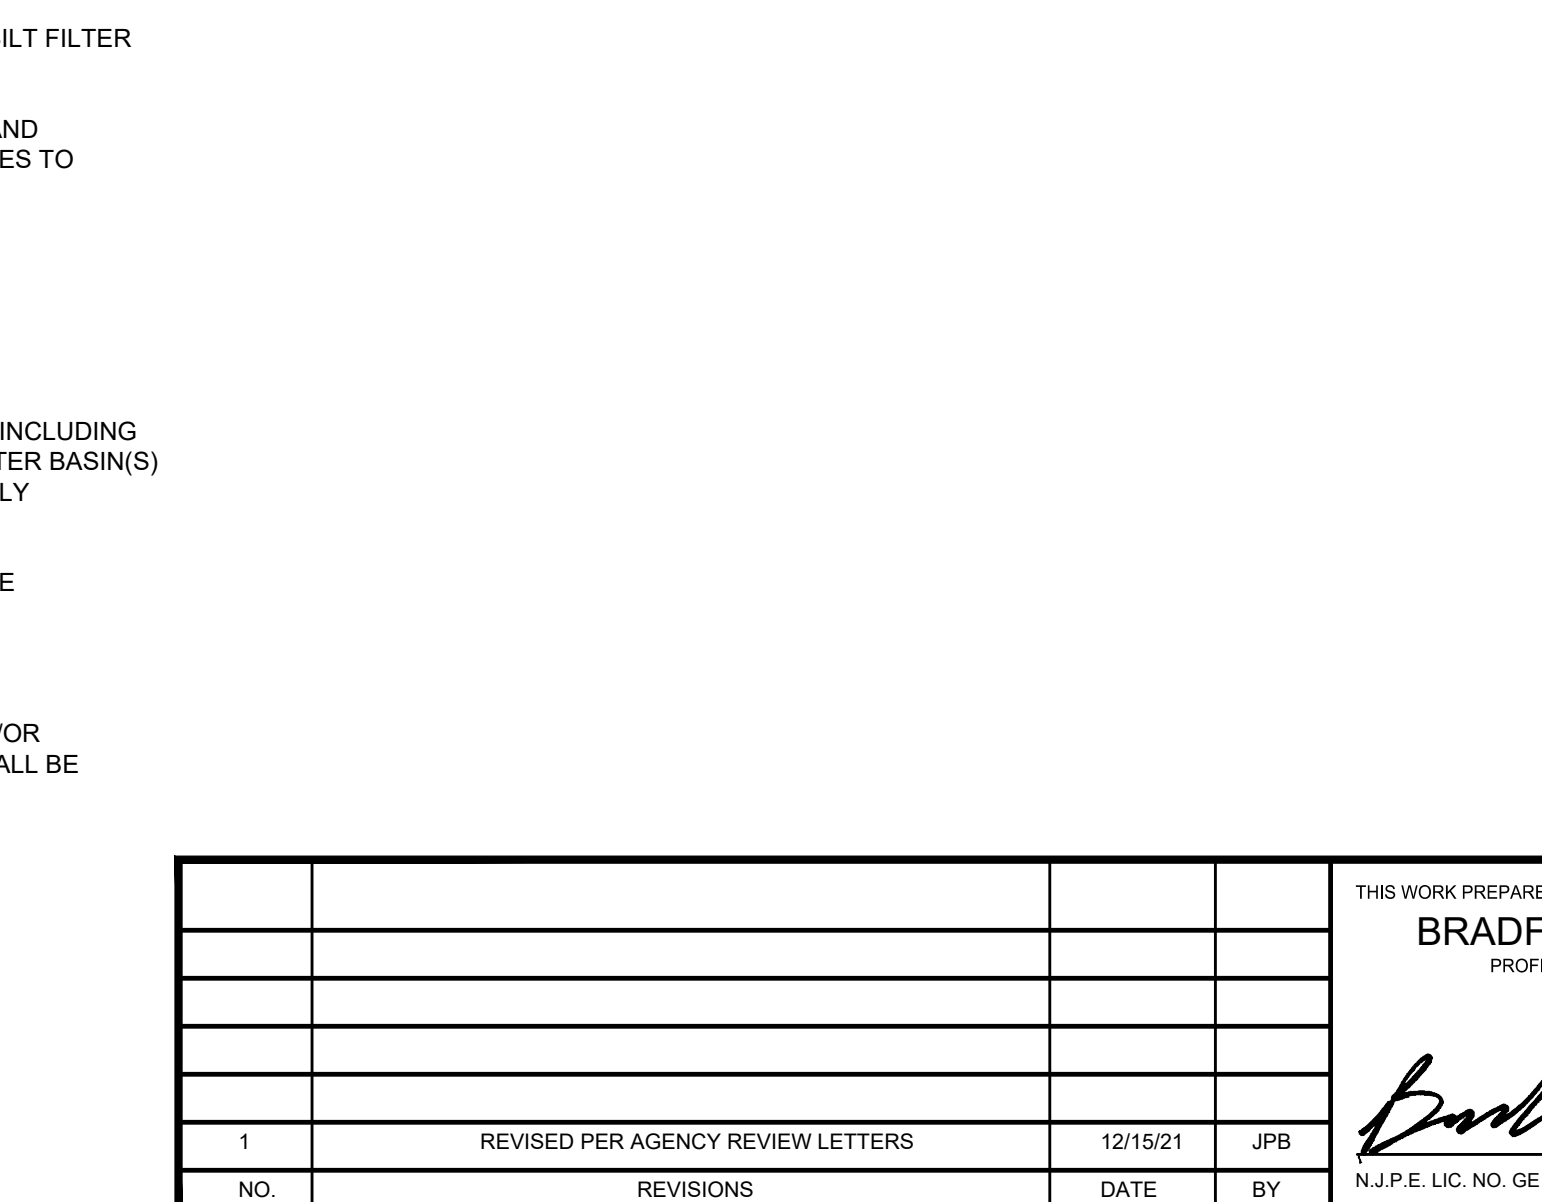 ILT FILTER
AND
ES TO
INCLUDING
TER BASIN(S)
LY
E
/OR
ALL BE
THIS WORK PREPARE
BRADF
PROF
1 REVISED PER AGENCY REVIEW LETTERS 12/15/21 JPB
NO. REVISIONS DATE BY
N.J.P.E. LIC. NO. GE